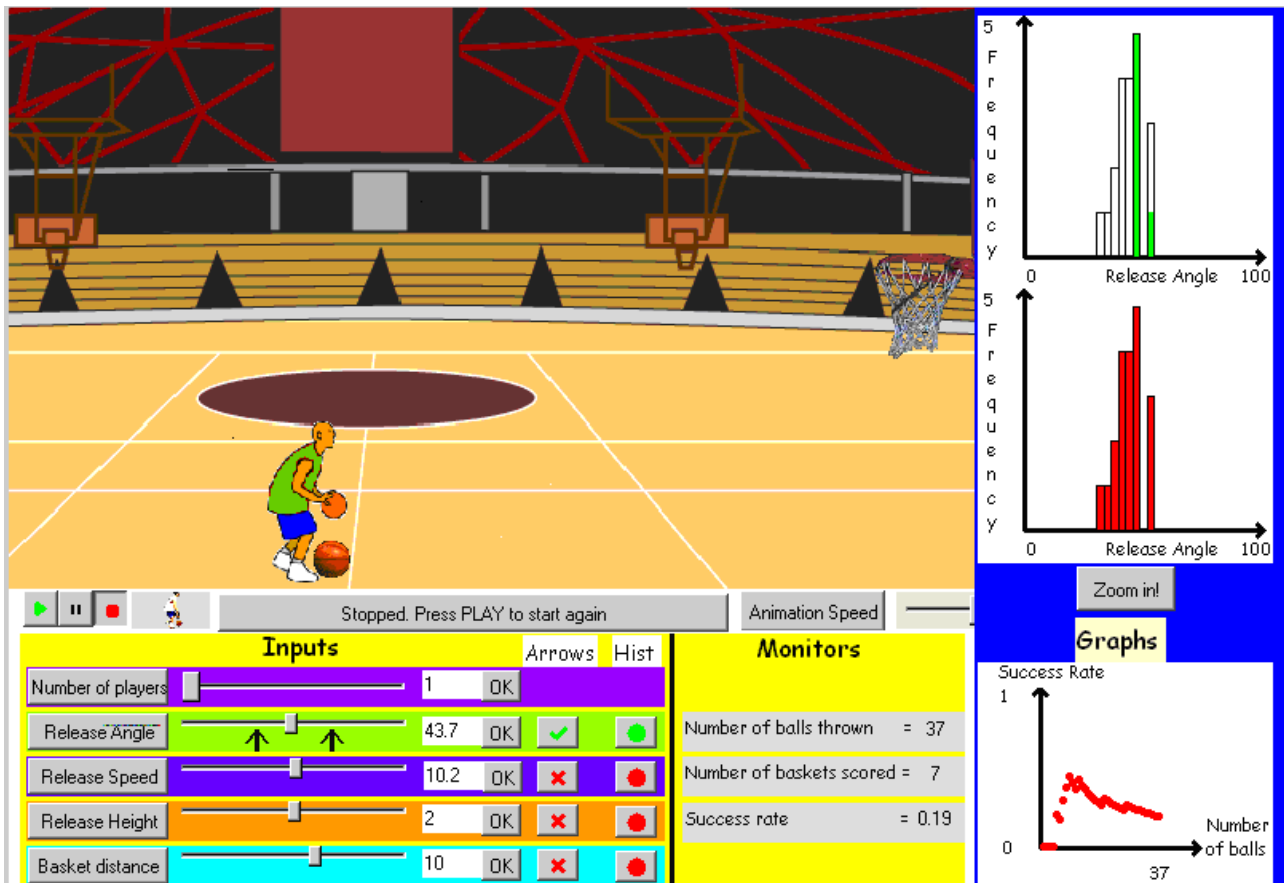 5
Frequency
0 Release Angle 100
5
Frequency
0 Release Angle 100
Zoom in!
Stopped. Press PLAY to start again
Animation Speed
Inputs
Arrows Hist
Number of players 1 OK
Release Angle 43.7 OK
Release Speed 10.2 OK
Release Height 2 OK
Basket distance 10 OK
Monitors
Number of balls thrown = 37
Number of baskets scored = 7
Success rate = 0.19
Graphs
Success Rate
1
0
Number
of balls
37